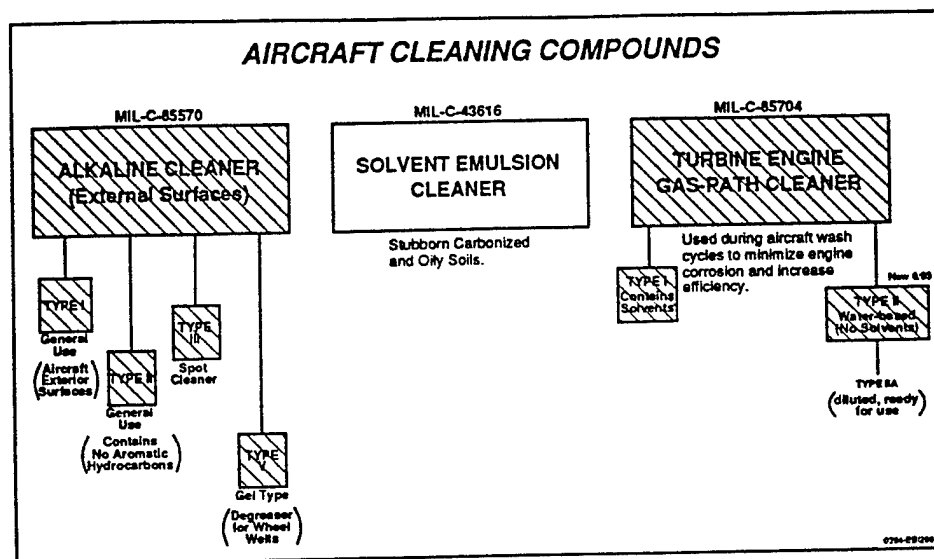 AIRCRAFT CLEANING COMPOUNDS
MIL-C-85570
ALKALINE CLEANER
(External Surfaces)
TYPE I
General
Use
(Aircraft
Exterior
Surfaces)
TYPE II
General
Use
(Contains
No Aromatic
Hydrocarbons)
TYPE
III
Spot
Cleaner
TYPE
V
Gel Type
(Degreaser
for Wheel
Wells)
MIL-C-43616
SOLVENT EMULSION
CLEANER
Stubborn Carbonized
and Oily Soils.
MIL-C-85704
TURBINE ENGINE
GAS-PATH CLEANER
Used during aircraft wash
cycles to minimize engine
corrosion and increase
efficiency.
TYPE I
Contains
Solvents
New
TYPE II
Water-based
(No Solvents)
TYPE IIA
(diluted, ready
for use)